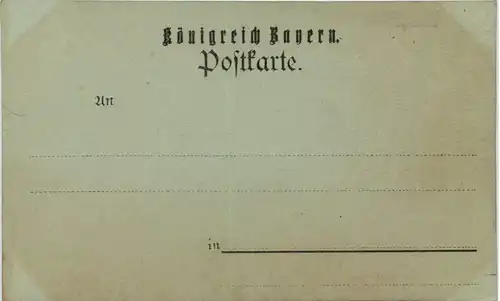 Königreich Bayern.
Postkarte.
An
in